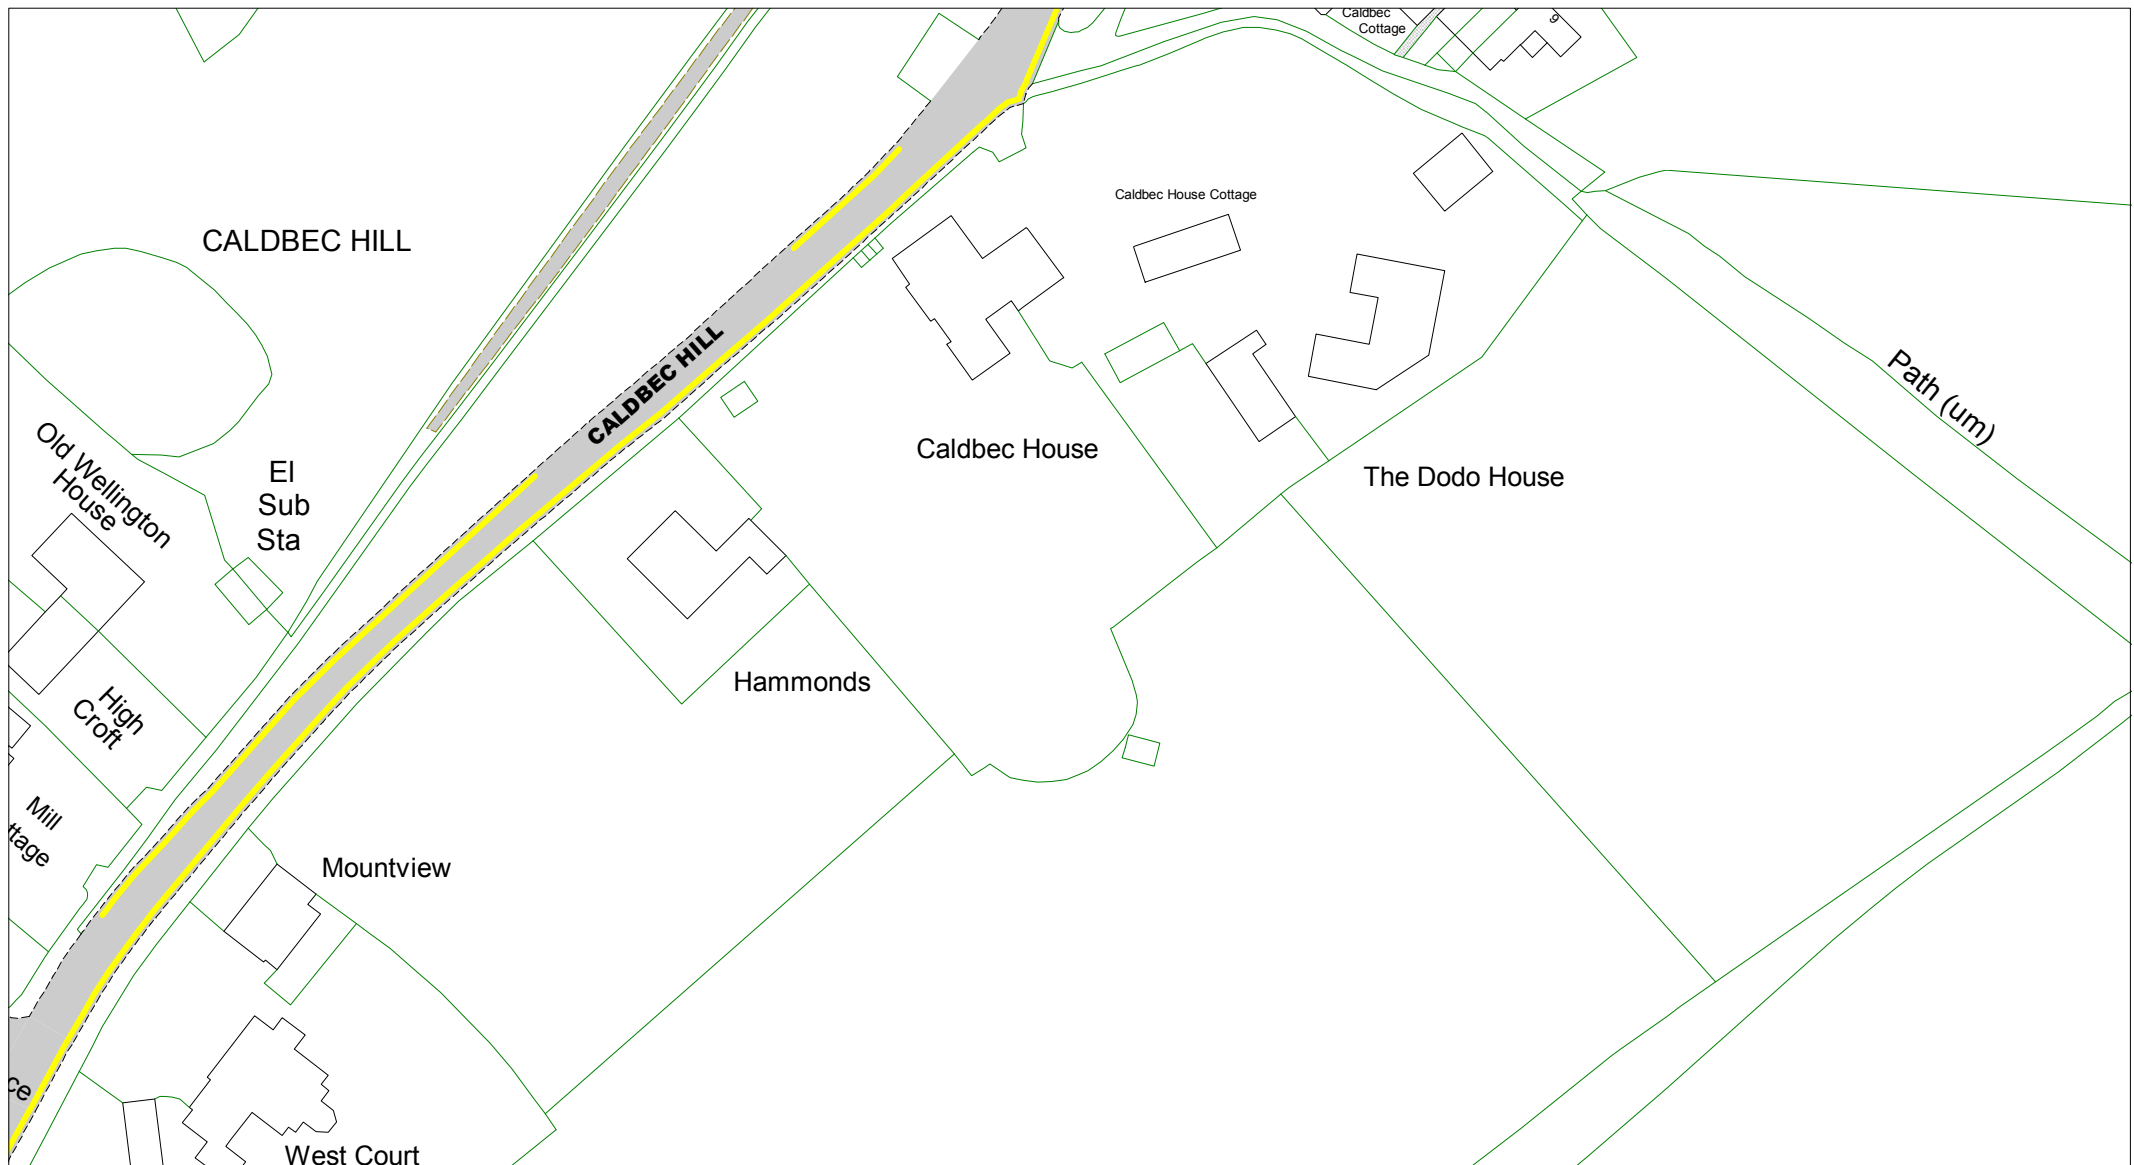 Caldbec
Cottage
9
Caldbec House Cottage
CALDBEC HILL
CALDBEC HILL
Path (um)
Old Wellington
House
El
Sub
Sta
Caldbec House
The Dodo House
Hammonds
High
Croft
Mill
ttage
Mountview
ce
West Court